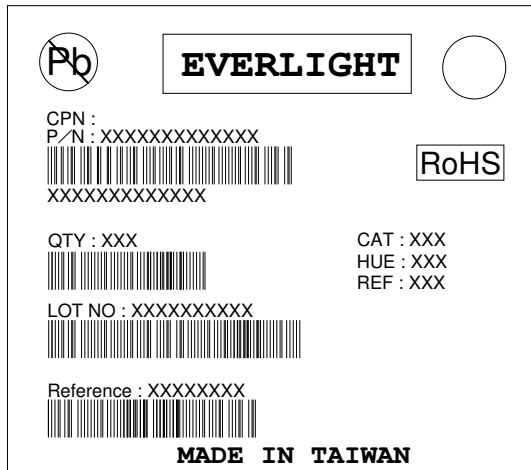 Pb
EVERLIGHT
CPN :
P/N : XXXXXXXXXXXXX
RoHS
XXXXXXXXXXXXX
QTY : XXX
CAT : XXX
HUE : XXX
REF : XXX
LOT NO : XXXXXXXXXX
Reference : XXXXXXXX
MADE IN TAIWAN